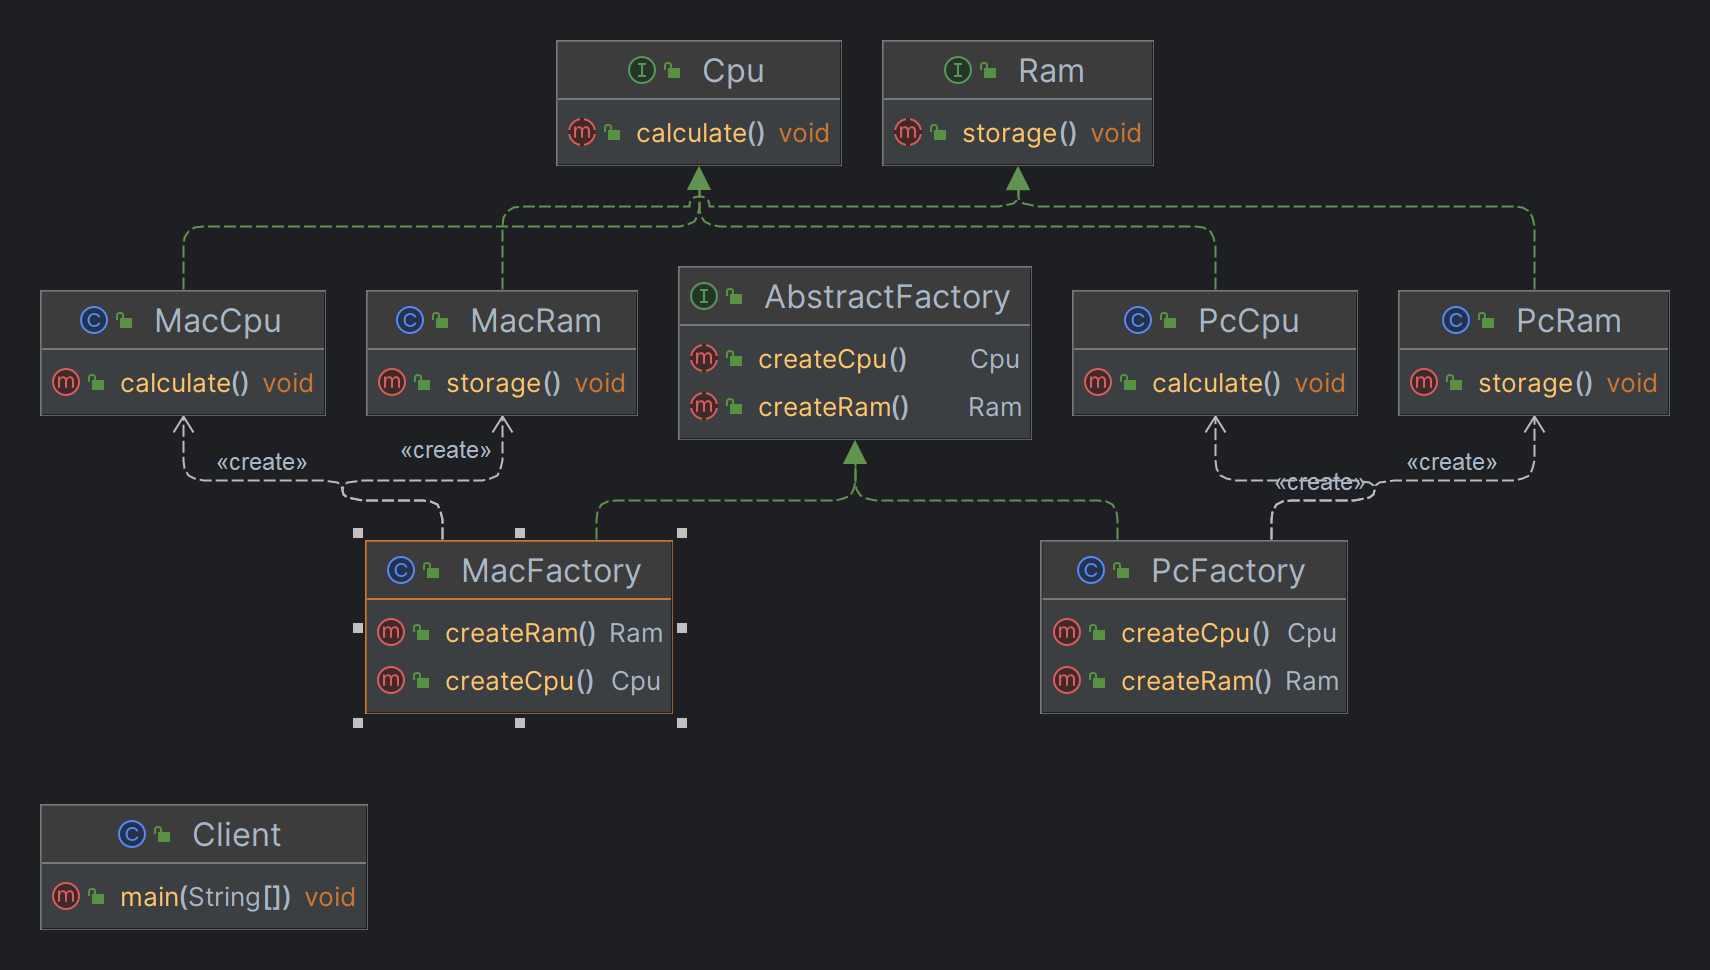 Cpu
calculate() void
Ram
storage() void
MacCpu
calculate() void
MacRam
storage() void
AbstractFactory
createCpu() Cpu
createRam() Ram
PcCpu
calculate() void
PcRam
storage() void
«create»
«create»
«create»
«create»
MacFactory
createRam() Ram
createCpu() Cpu
PcFactory
createCpu() Cpu
createRam() Ram
Client
main(String[]) void